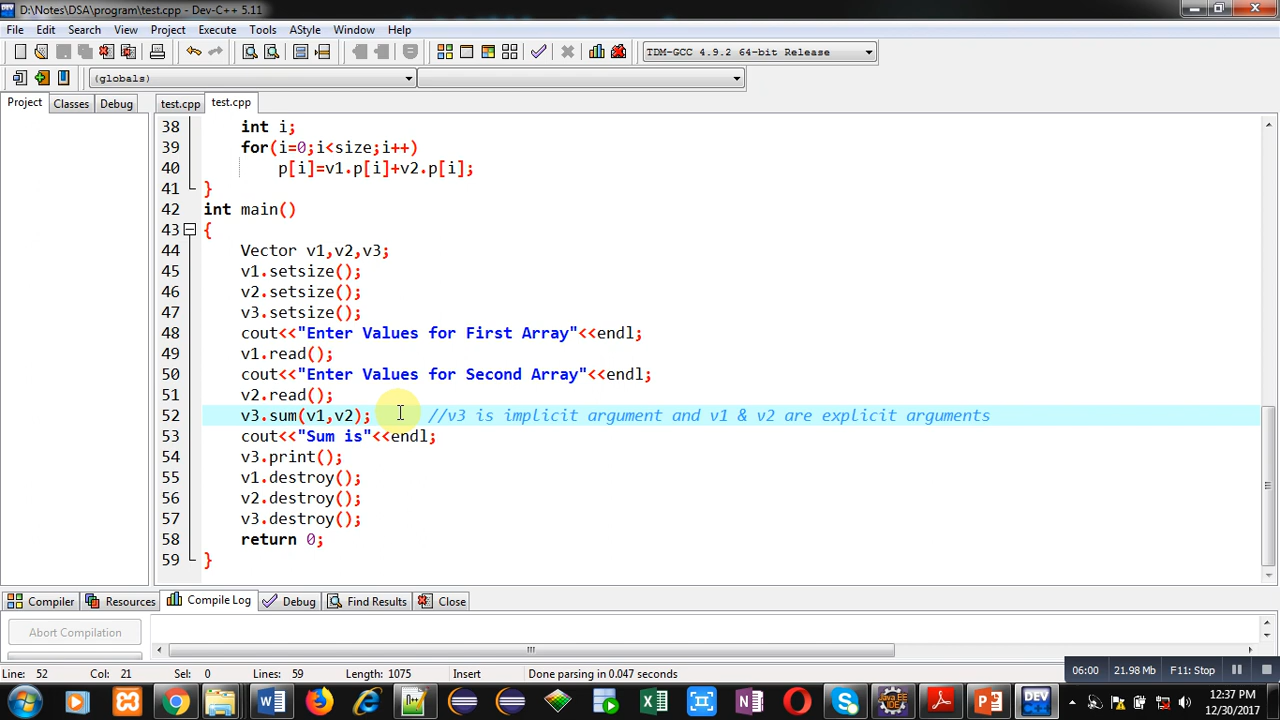 D:\Notes\DSA\program\test.cpp - Dev-C++ 5.11
File Edit Search View Project Execute Tools AStyle Window Help
TDM-GCC 4.9.2 64-bit Release
(globals)
Project Classes Debug test.cpp test.cpp
38 int i;
39 for(i=0;i<size;i++)
40 p[i]=v1.p[i]+v2.p[i];
41 }
42 int main()
43 {
44 Vector v1,v2,v3;
45 v1.setsize();
46 v2.setsize();
47 v3.setsize();
48 cout<<"Enter Values for First Array"<<endl;
49 v1.read();
50 cout<<"Enter Values for Second Array"<<endl;
51 v2.read();
52 v3.sum(v1,v2); //v3 is implicit argument and v1 & v2 are explicit arguments
53 cout<<"Sum is"<<endl;
54 v3.print();
55 v1.destroy();
56 v2.destroy();
57 v3.destroy();
58 return 0;
59 }
Compiler Resources Compile Log Debug Find Results Close
Abort Compilation
Line: 52 Col: 21 Sel: 0 Lines: 59 Length: 1075 Insert Done parsing in 0.047 seconds
06:00 21.98 Mb F11: Stop
12:37 PM
12/30/2017